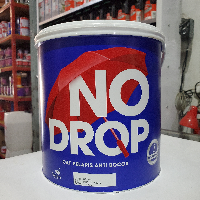 NO
DROP
CAT PELAPIS ANTI BOCOR